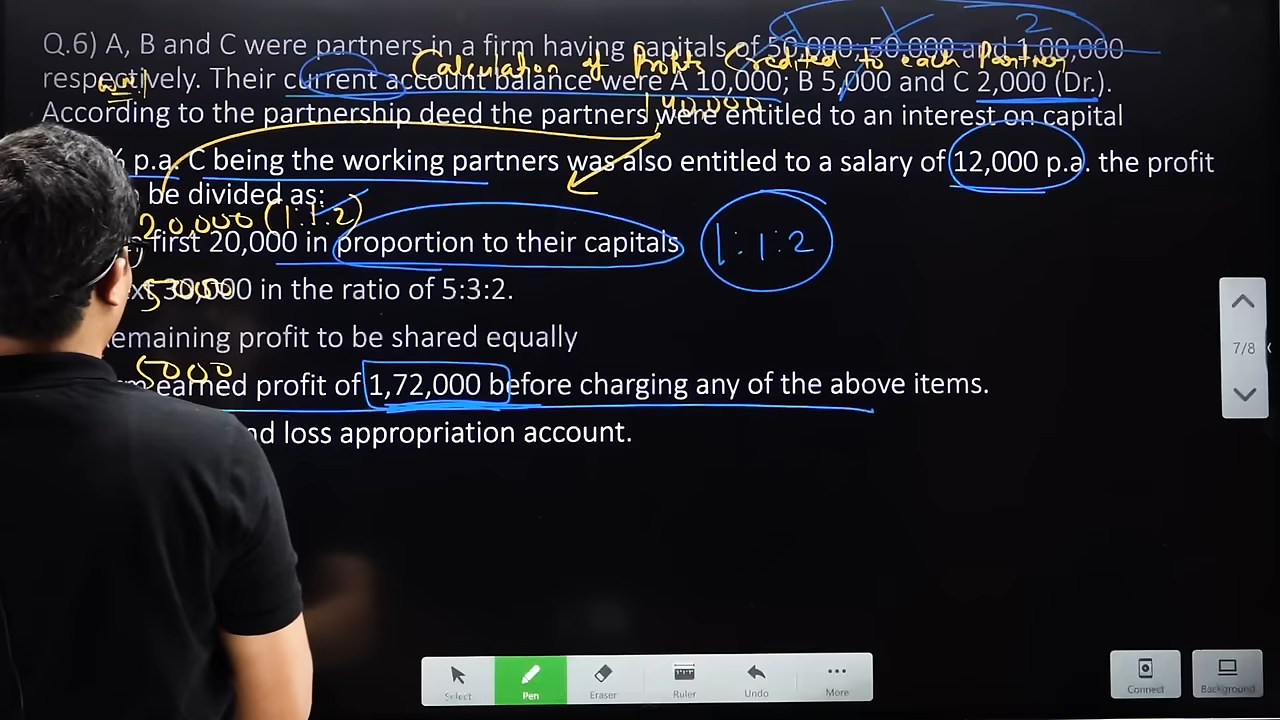 Q.6) A, B and C were partners in a firm having capitals of 50,000, 50,000 and 1,00,000
2
Calculation of Profits Credited to each Partner
respectively. Their current account balance were A 10,000; B 5,000 and C 2,000 (Dr.).
1,40,000
According to the partnership deed the partners were entitled to an interest on capital
% p.a. C being the working partners was also entitled to a salary of 12,000 p.a. the profit
be divided as:
20,000 (1:1:2)
first 20,000 in proportion to their capitals
1:1:2
30,000 in the ratio of 5:3:2.
emaining profit to be shared equally
5000
earned profit of 1,72,000 before charging any of the above items.
nd loss appropriation account.
7/8
Select
Pen
Eraser
Ruler
Undo
More
Connect
Background